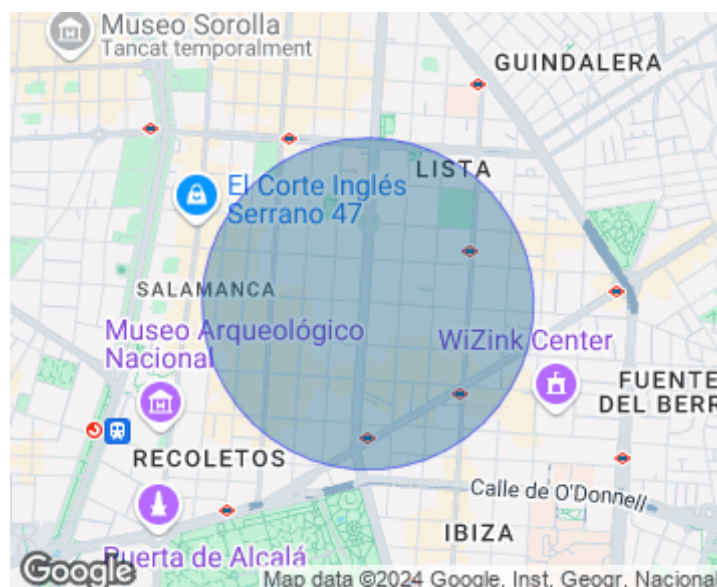 Museo Sorolla
Tancat temporalment
GUINDALERA
LISTA
El Corte Inglés
Serrano 47
SALAMANCA
Museo Arqueológico
Nacional
WiZink Center
FUENTE
DEL BERR
RECOLETOS
Calle de O'Donnell
IBIZA
Puerta de Alcalá
Google
Map data ©2024 Google, Inst. Geogr. Nacional